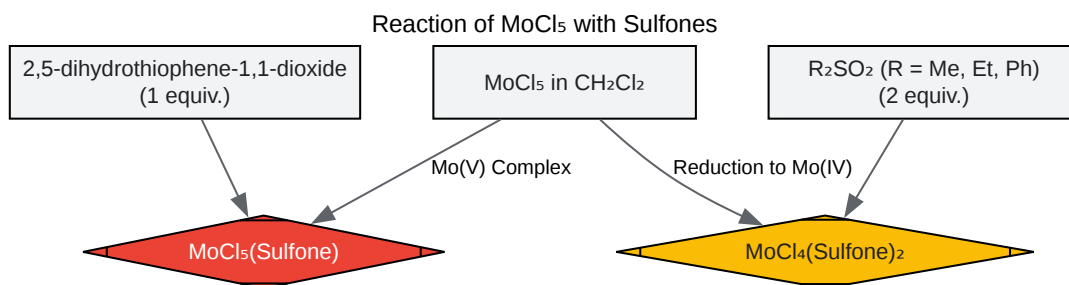 Reaction of MoCl₅ with Sulfones
2,5-dihydrothiophene-1,1-dioxide
(1 equiv.)
MoCl₅ in CH₂Cl₂
R₂SO₂ (R = Me, Et, Ph)
(2 equiv.)
Mo(V) Complex
Reduction to Mo(IV)
MoCl₅(Sulfone)
MoCl₄(Sulfone)₂